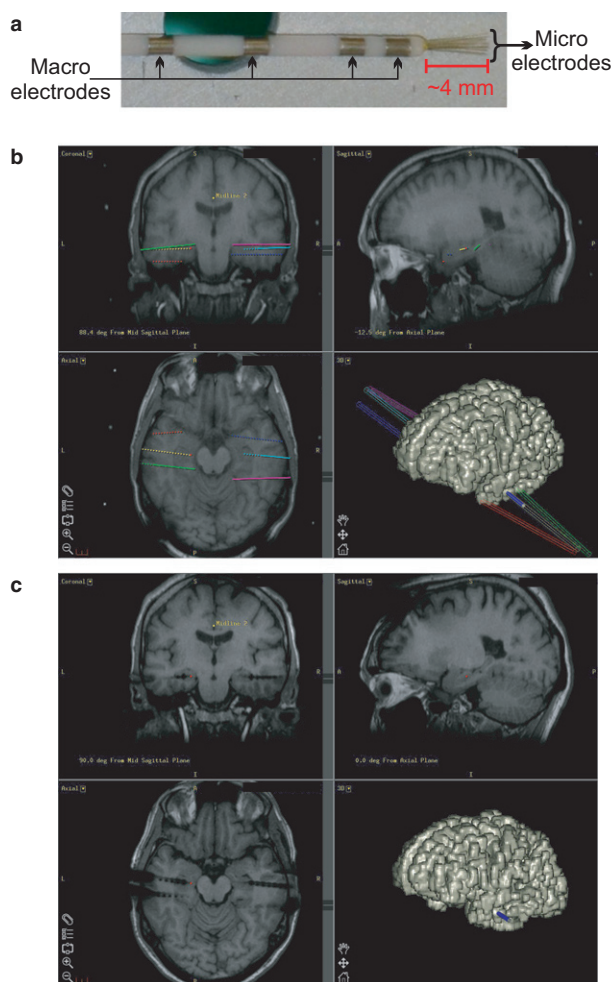 a
Macro
electrodes
Micro
electrodes
~4 mm
b
Coronal
S
Midline ?
L
R
88.4 deg From Mid Sagittal Plane
I
Sagittal
S
A
P
-12.5 deg From Axial Plane
I
Axial
A
L
R
P
3D
c
Coronal
S
Midline ?
L
R
90.0 deg From Mid Sagittal Plane
I
Sagittal
A
P
0.0 deg From Axial Plane
I
Axial
L
R
3D